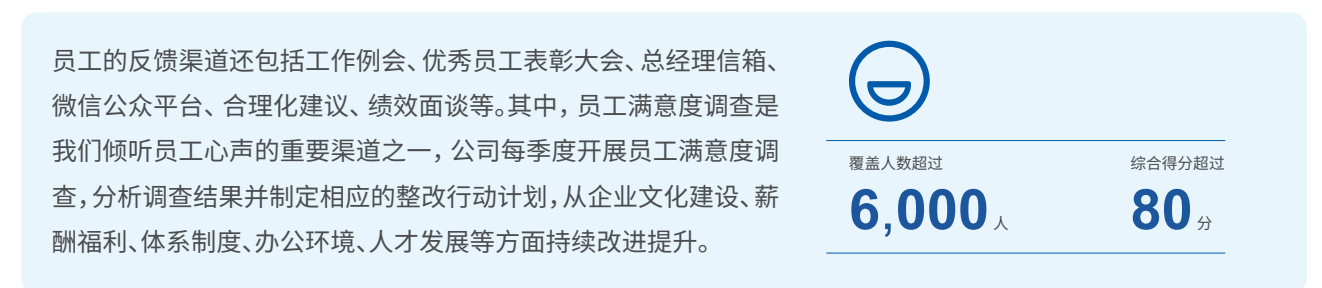 员工的反馈渠道还包括工作例会、优秀员工表彰大会、总经理信箱、
微信公众平台、合理化建议、绩效面谈等。其中，员工满意度调查是
我们倾听员工心声的重要渠道之一，公司每季度开展员工满意度调
查，分析调查结果并制定相应的整改行动计划，从企业文化建设、薪
酬福利、体系制度、办公环境、人才发展等方面持续改进提升。
覆盖人数超过
6,000 人
综合得分超过
80 分